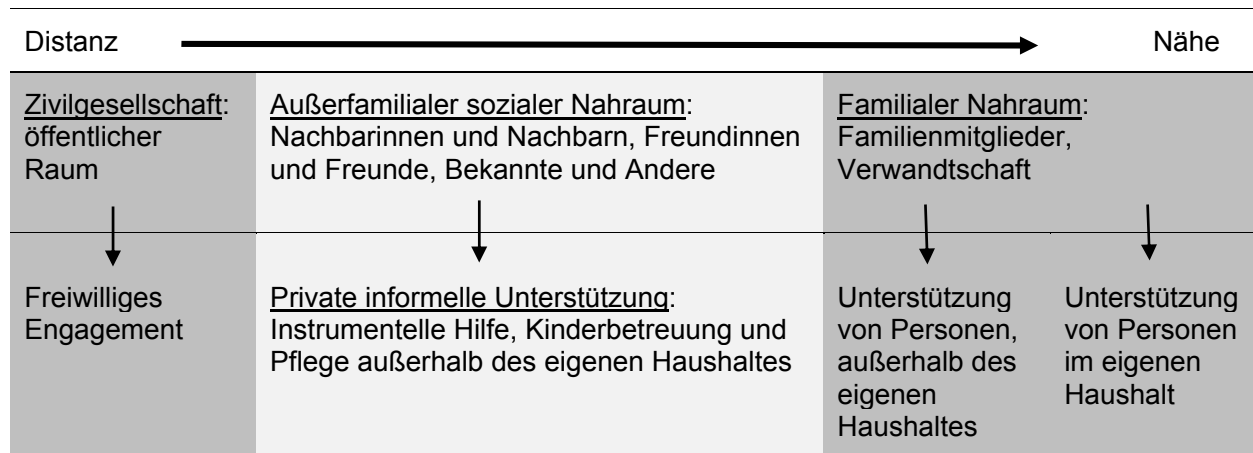 Distanz Nähe
Zivilgesellschaft:
öffentlicher
Raum
Außerfamilialer sozialer Nahraum:
Nachbarinnen und Nachbarn, Freundinnen
und Freunde, Bekannte und Andere
Familialer Nahraum:
Familienmitglieder,
Verwandtschaft
Freiwilliges
Engagement
Private informelle Unterstützung:
Instrumentelle Hilfe, Kinderbetreuung und
Pflege außerhalb des eigenen Haushaltes
Unterstützung
von Personen,
außerhalb des
eigenen
Haushaltes
Unterstützung
von Personen
im eigenen
Haushalt